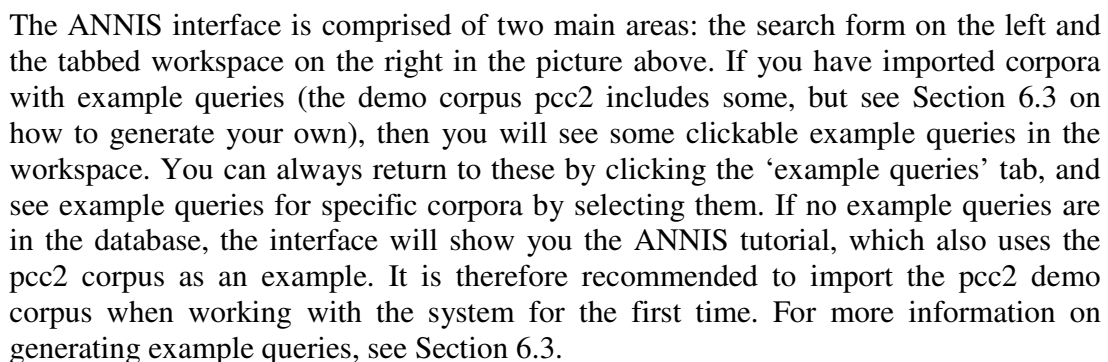 The ANNIS interface is comprised of two main areas: the search form on the left and
the tabbed workspace on the right in the picture above. If you have imported corpora
with example queries (the demo corpus pcc2 includes some, but see Section 6.3 on
how to generate your own), then you will see some clickable example queries in the
workspace. You can always return to these by clicking the ‘example queries’ tab, and
see example queries for specific corpora by selecting them. If no example queries are
in the database, the interface will show you the ANNIS tutorial, which also uses the
pcc2 corpus as an example. It is therefore recommended to import the pcc2 demo
corpus when working with the system for the first time. For more information on
generating example queries, see Section 6.3.